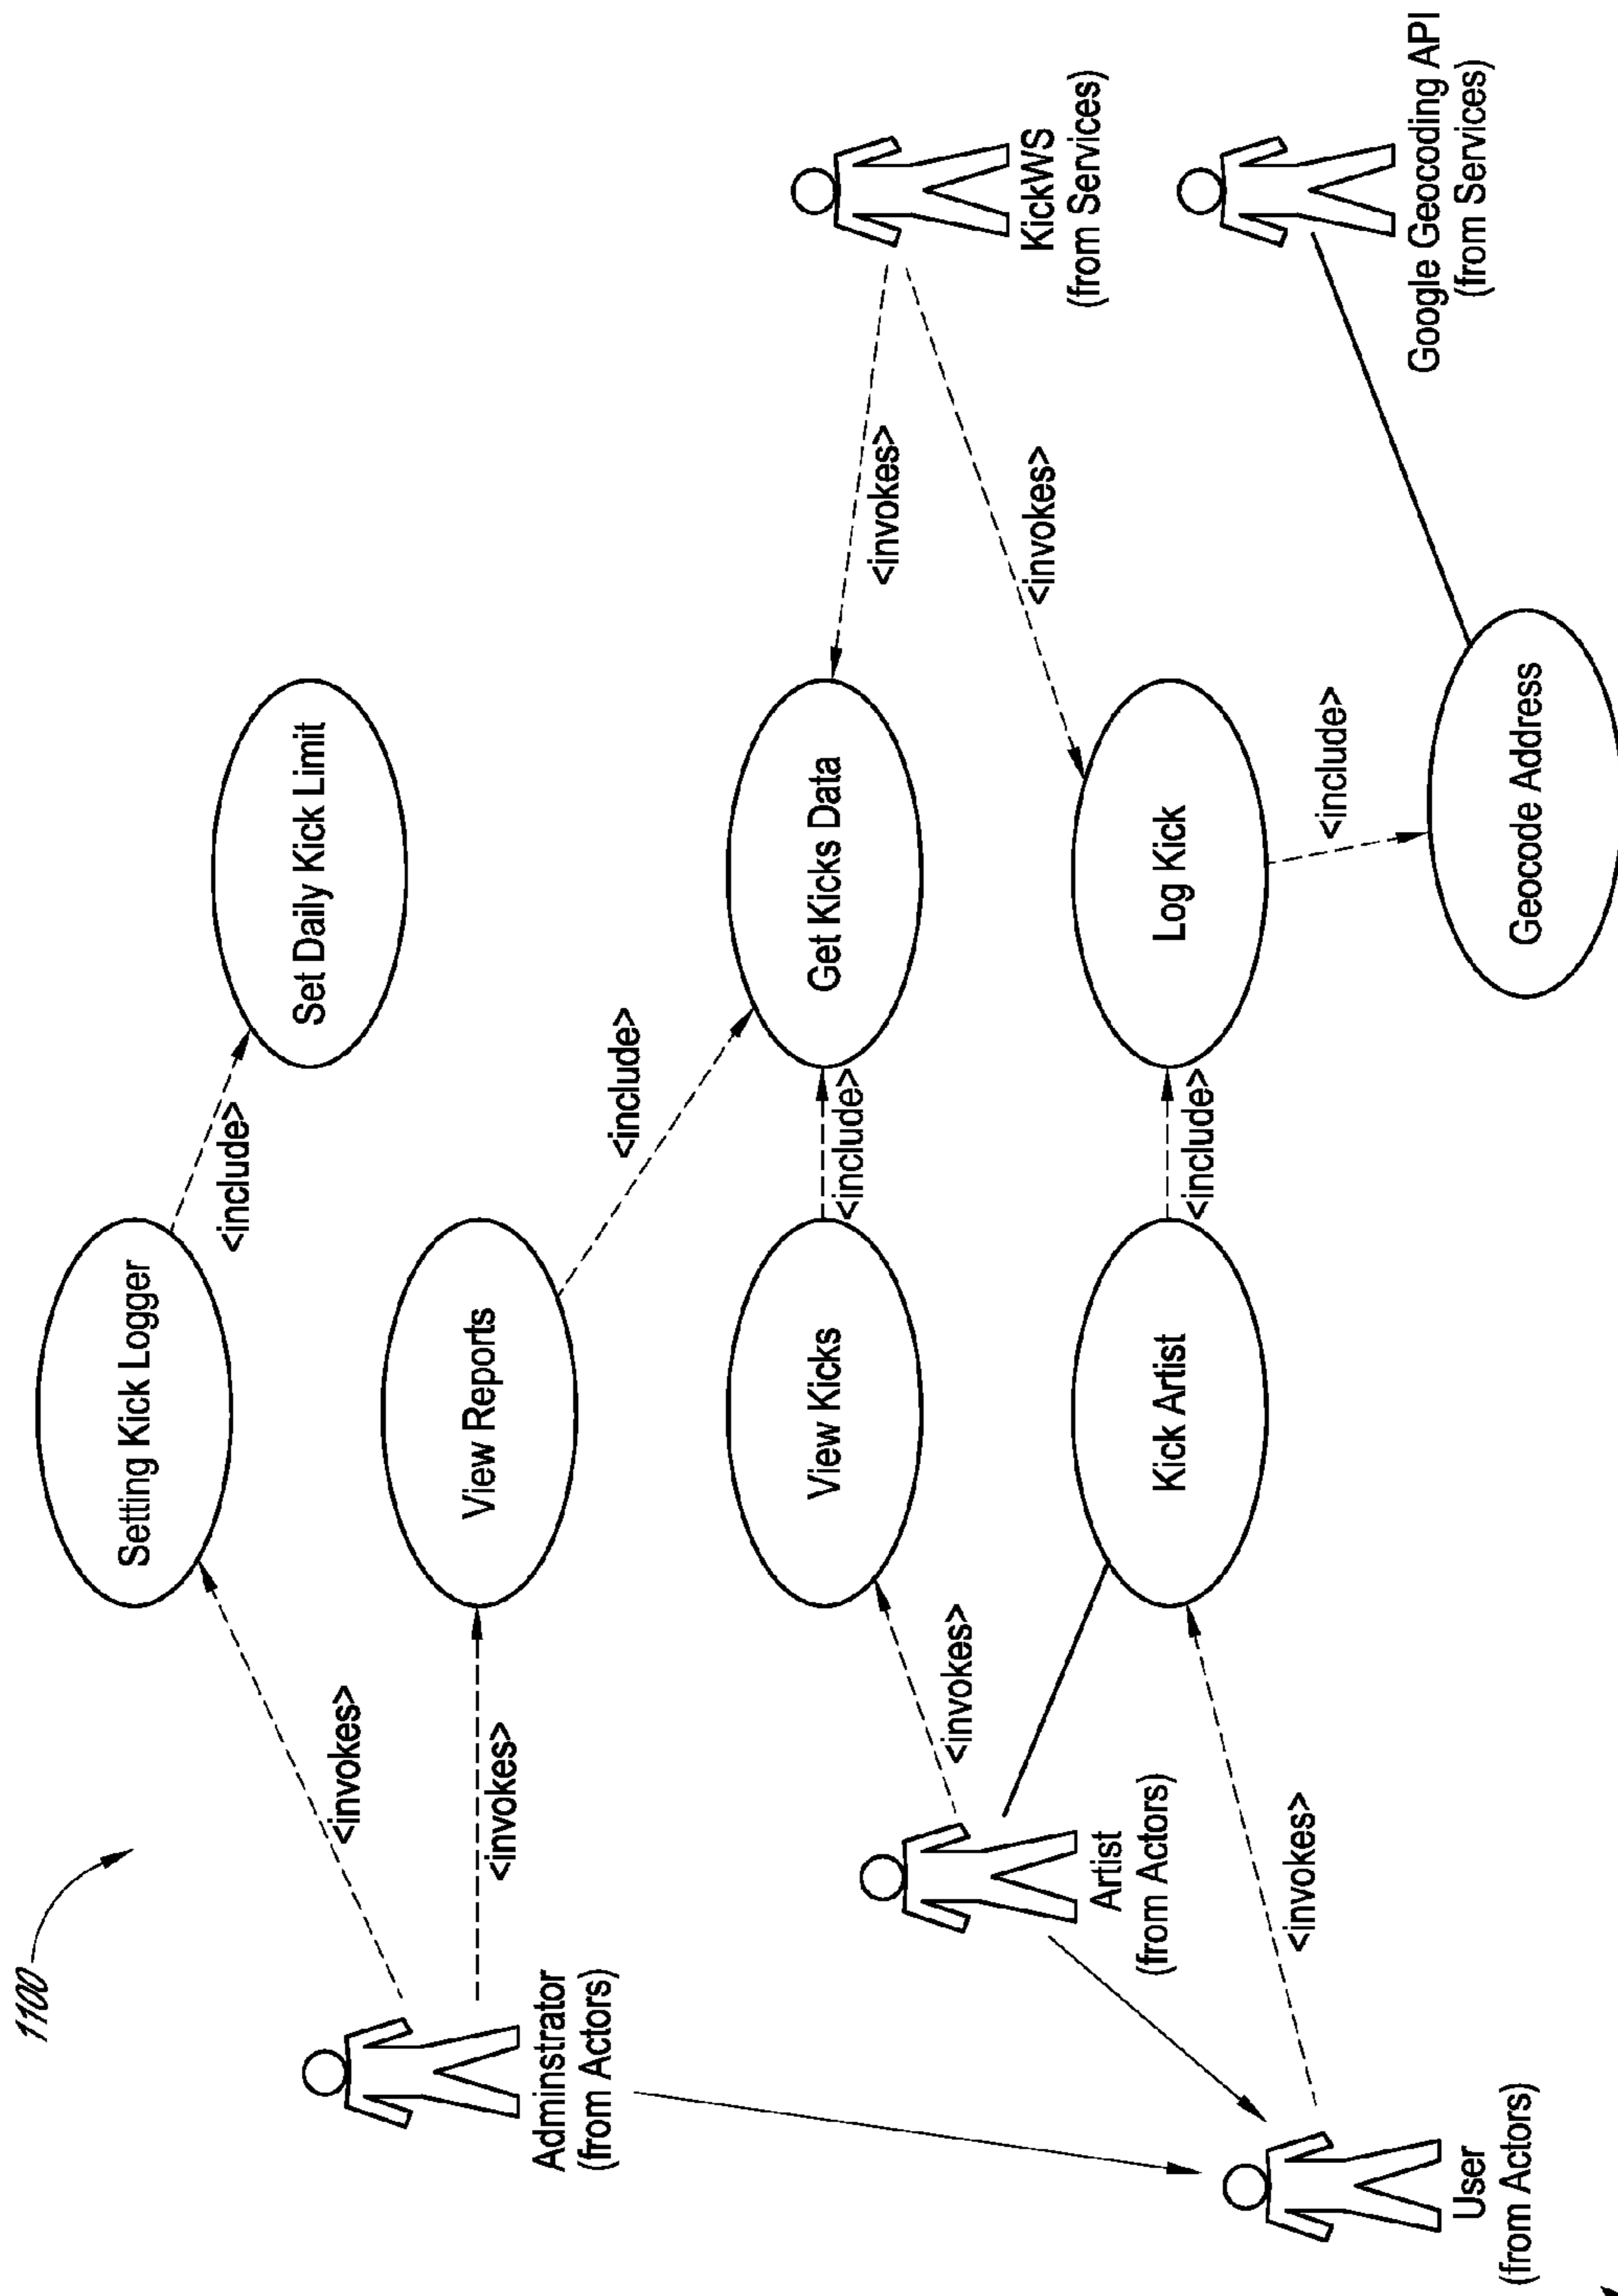 1100
Setting Kick Logger
<include>
Set Daily Kick Limit
<invokes>
Adminstrator
(from Actors)
<invokes>
View Reports
<include>
Artist
(from Actors)
<invokes>
View Kicks
<include>
Get Kicks Data
<invokes>
KickWS
(from Services)
<invokes>
User
(from Actors)
<invokes>
Kick Artist
<include>
Log Kick
<include>
Geocode Address
Google Geocoding API
(from Services)